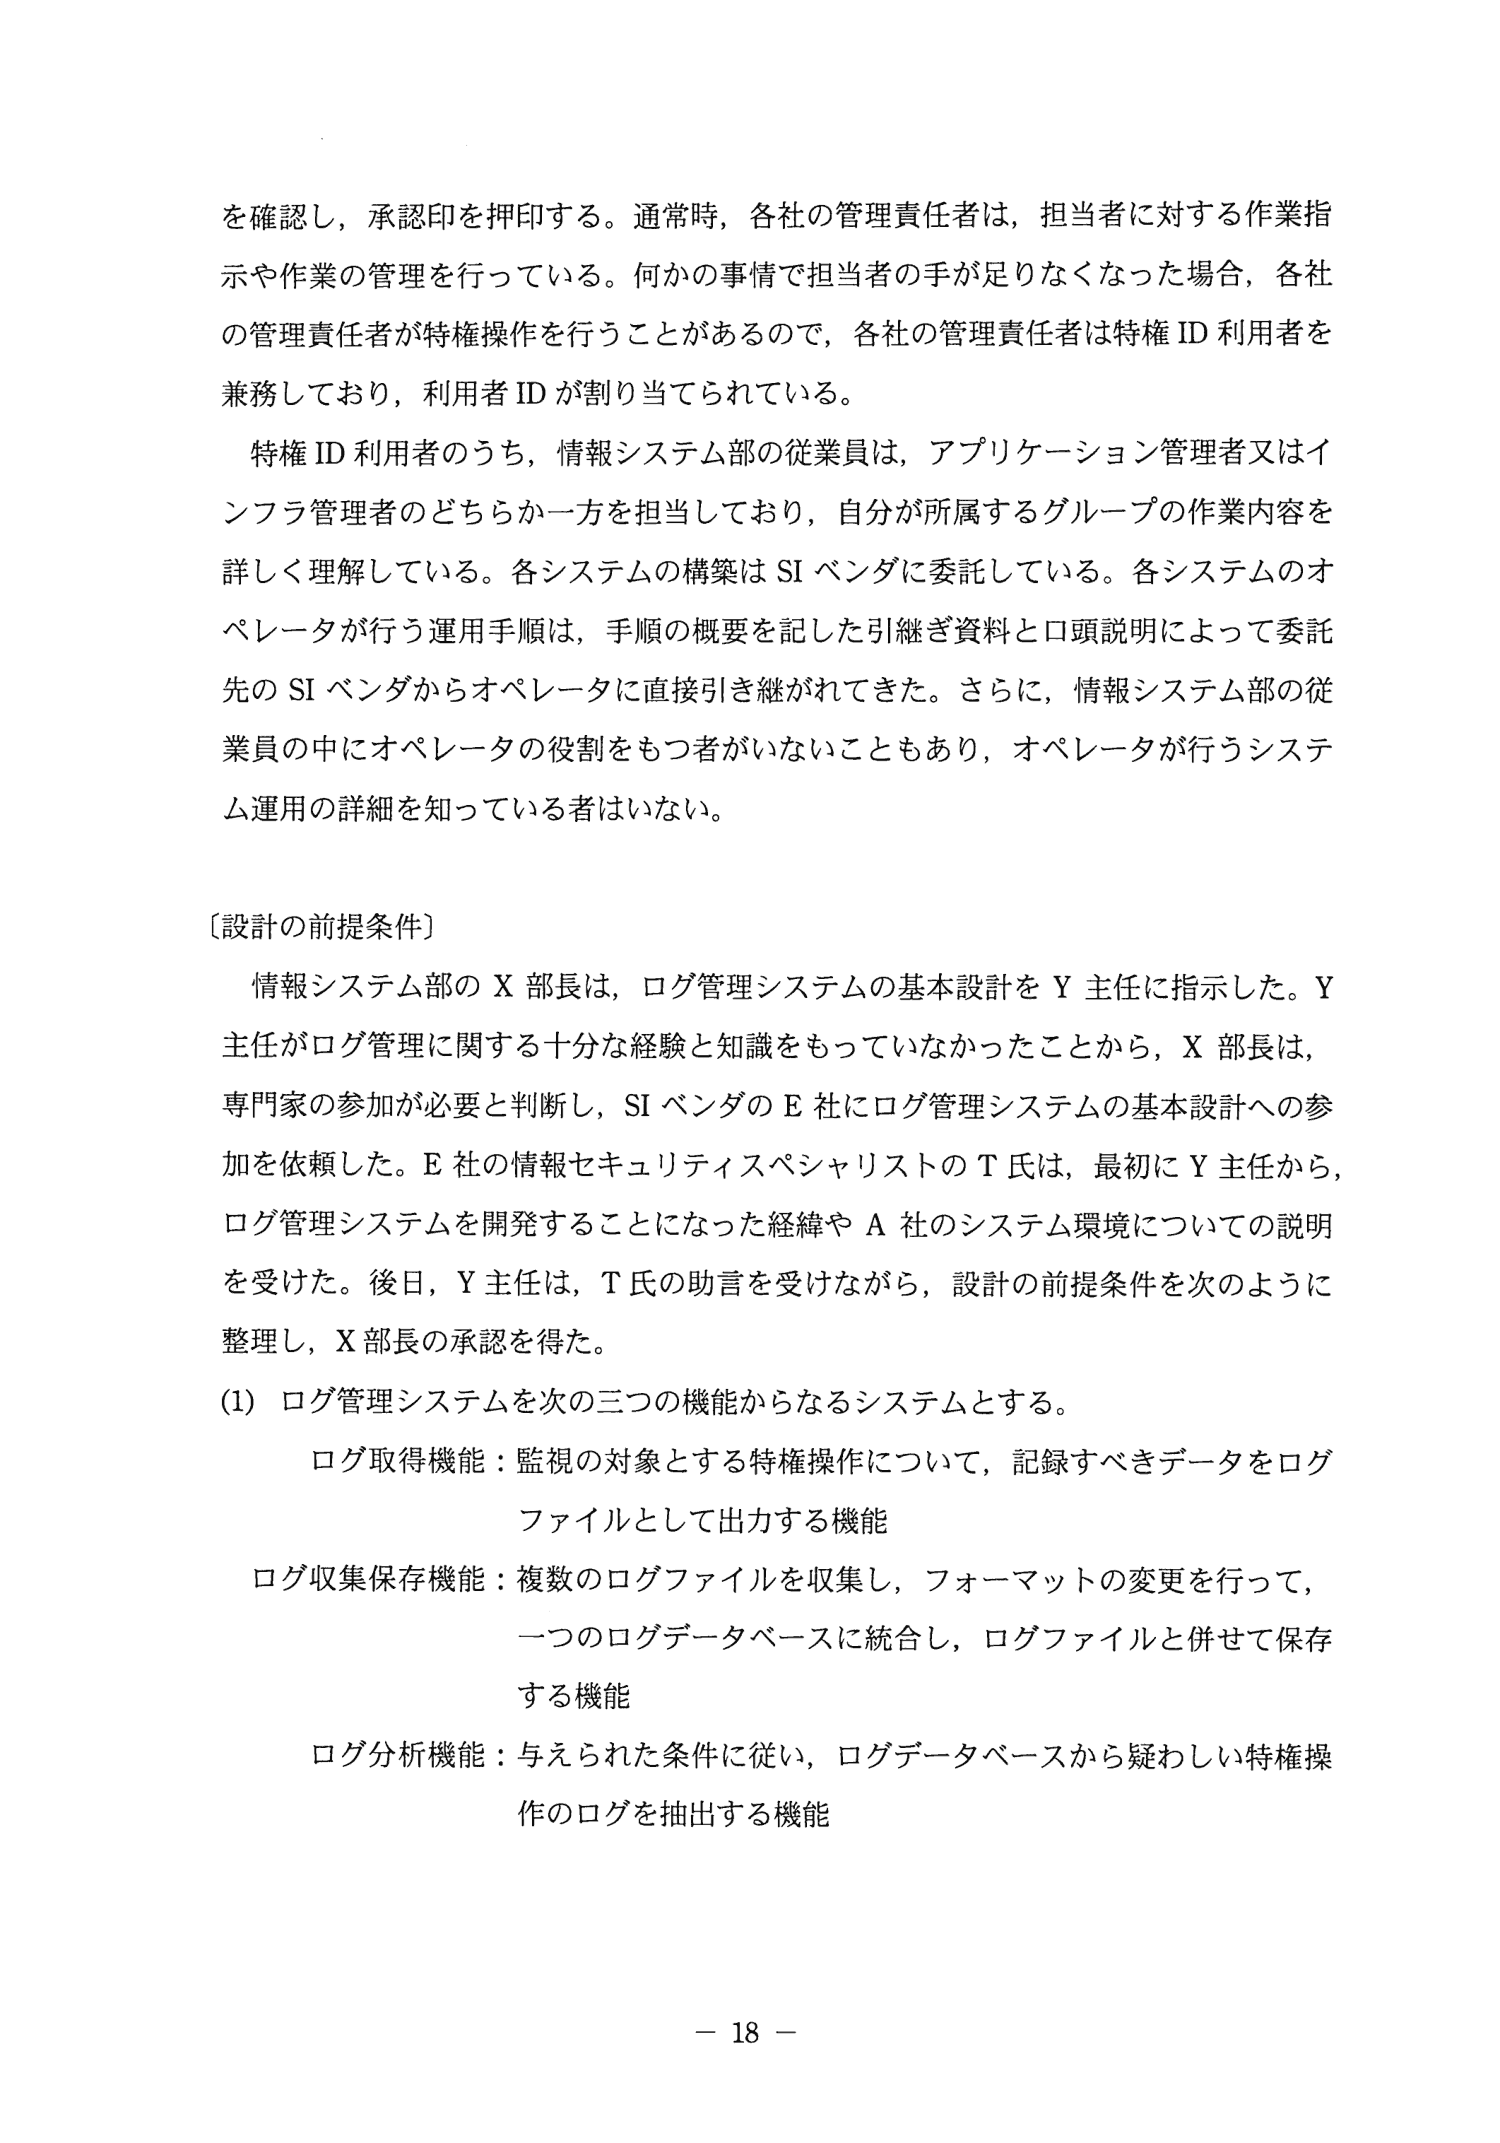 を確認し，承認印を押印する。通常時，各社の管理責任者は，担当者に対する作業指
示や作業の管理を行っている。何かの事情で担当者の手が足りなくなった場合，各社
の管理責任者が特権操作を行うことがあるので，各社の管理責任者は特権 ID 利用者を
兼務しており，利用者 ID が割り当てられている。
特権 ID 利用者のうち，情報システム部の従業員は，アプリケーション管理者又はイ
ンフラ管理者のどちらか一方を担当しており，自分が所属するグループの作業内容を
詳しく理解している。各システムの構築は SI ベンダに委託している。各システムのオ
ペレータが行う運用手順は，手順の概要を記した引継ぎ資料と口頭説明によって委託
先の SI ベンダからオペレータに直接引き継がれてきた。さらに，情報システム部の従
業員の中にオペレータの役割をもつ者がいないこともあり，オペレータが行うシステ
ム運用の詳細を知っている者はいない。
〔設計の前提条件〕
情報システム部の X 部長は，ログ管理システムの基本設計を Y 主任に指示した。Y
主任がログ管理に関する十分な経験と知識をもっていなかったことから，X 部長は，
専門家の参加が必要と判断し，SI ベンダの E 社にログ管理システムの基本設計への参
加を依頼した。E 社の情報セキュリティスペシャリストの T 氏は，最初に Y 主任から，
ログ管理システムを開発することになった経緯や A 社のシステム環境についての説明
を受けた。後日，Y 主任は，T 氏の助言を受けながら，設計の前提条件を次のように
整理し，X 部長の承認を得た。
(1) ログ管理システムを次の三つの機能からなるシステムとする。
ログ取得機能：監視の対象とする特権操作について，記録すべきデータをログ
ファイルとして出力する機能
ログ収集保存機能：複数のログファイルを収集し，フォーマットの変更を行って，
一つのログデータベースに統合し，ログファイルと併せて保存
する機能
ログ分析機能：与えられた条件に従い，ログデータベースから疑わしい特権操
作のログを抽出する機能
－ 18 －